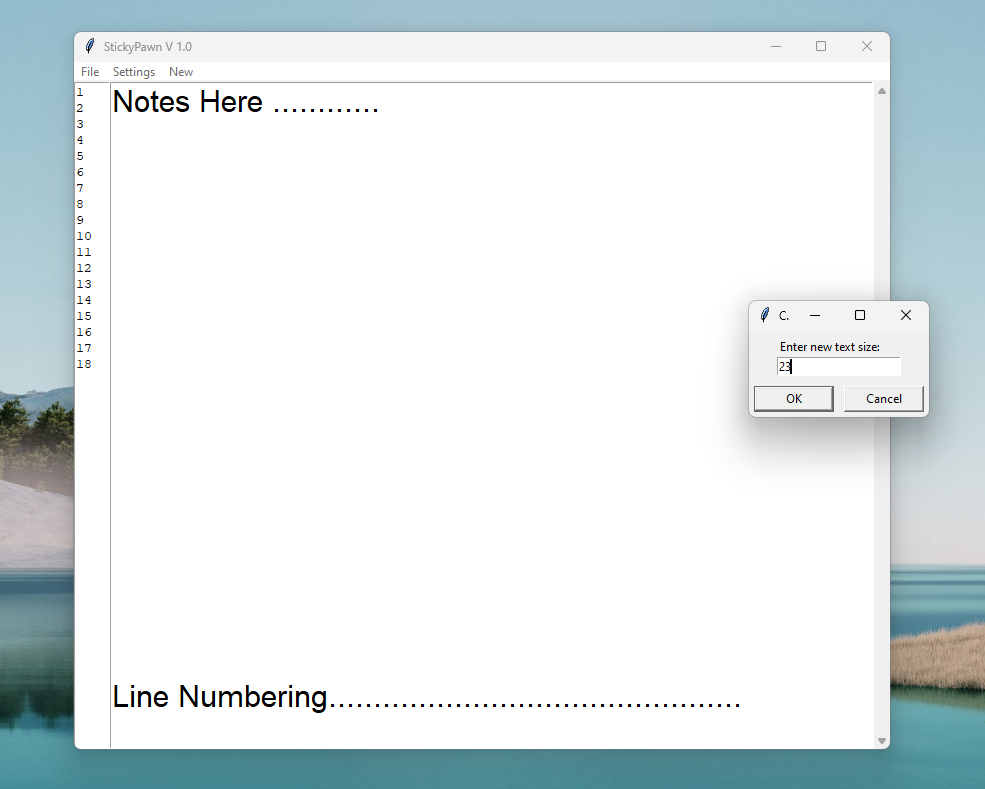 StickyPawn V 1.0
File Settings New
1
2
3
4
5
6
7
8
9
10
11
12
13
14
15
16
17
18
Notes Here ............
C.
Enter new text size:
23
OK Cancel
Line Numbering..............................................